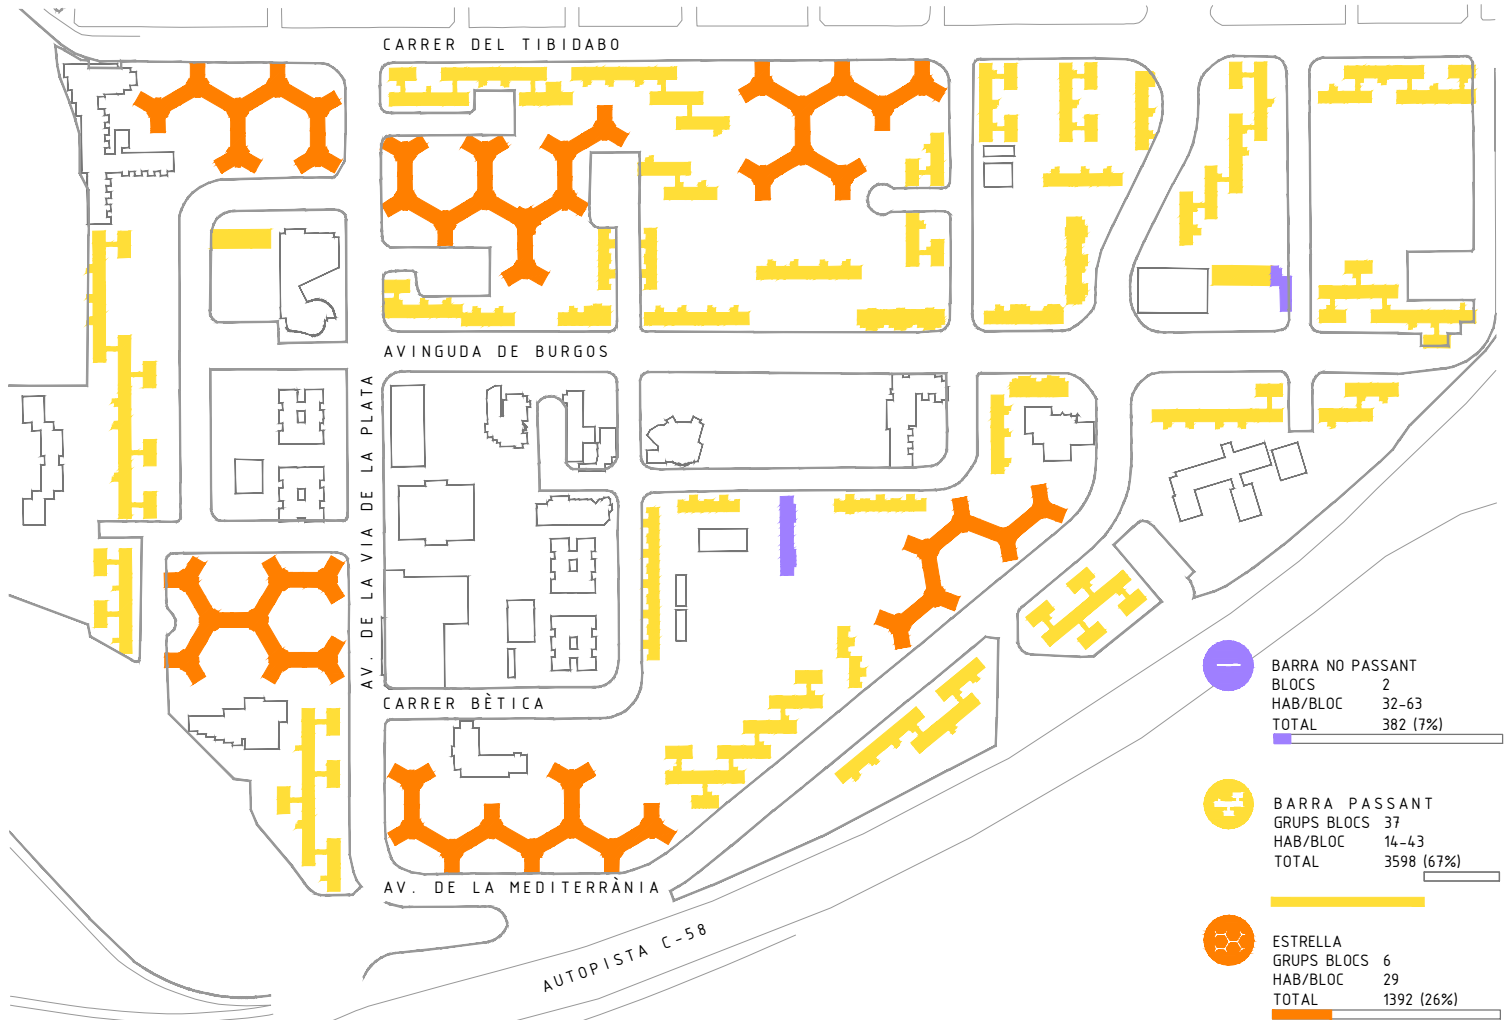 CARRER DEL TIBIDABO
AVINGUDA DE BURGOS
AV. DE LA VIA DE LA PLATA
CARRER BÈTICA
AV. DE LA MEDITERRÀNIA
AUTOPISTA C-58
BARRA NO PASSANT
BLOCS 2
HAB/BLOC 32-63
TOTAL 382 (7%)
BARRA PASSANT
GRUPS BLOCS 37
HAB/BLOC 14-43
TOTAL 3598 (67%)
ESTRELLA
GRUPS BLOCS 6
HAB/BLOC 29
TOTAL 1392 (26%)